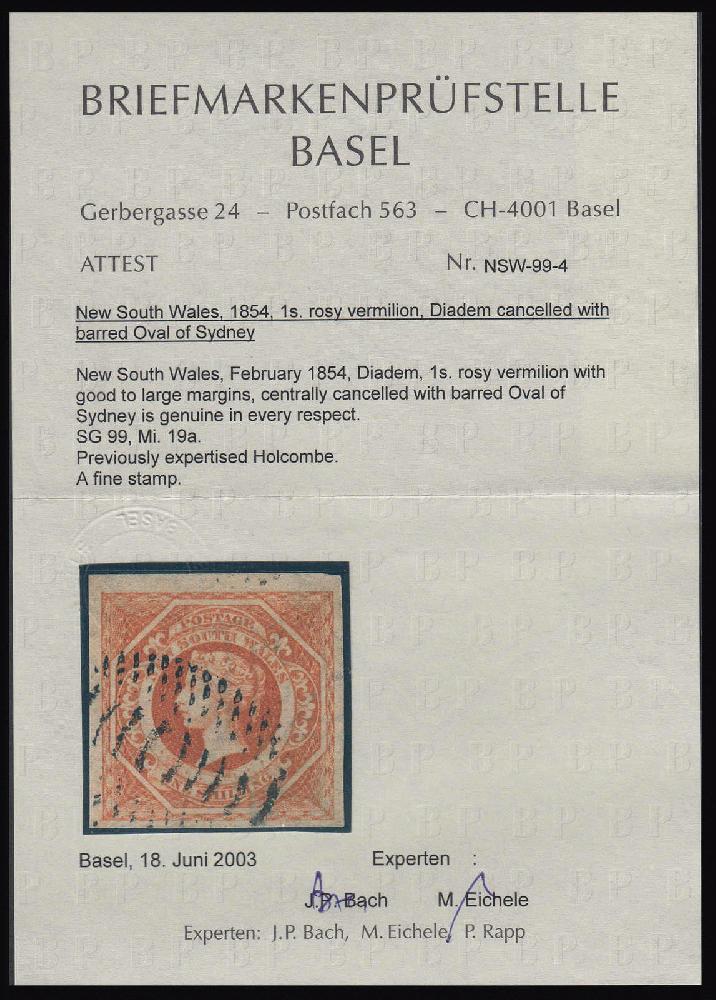 BRIEFMARKENPRÜFSTELLE
BASEL
Gerbergasse 24 – Postfach 563 – CH-4001 Basel
ATTEST Nr. NSW-99-4
New South Wales, 1854, 1s. rosy vermilion, Diadem cancelled with
barred Oval of Sydney
New South Wales, February 1854, Diadem, 1s. rosy vermilion with
good to large margins, centrally cancelled with barred Oval of
Sydney is genuine in every respect.
SG 99, Mi. 19a.
Previously expertised Holcombe.
A fine stamp.
BASEL
POSTAGE
SOUTH WALES
ONE SHILLING
Basel, 18. Juni 2003 Experten :
J.P. Bach M. Eichele
Experten: J.P. Bach, M. Eichele, P. Rapp